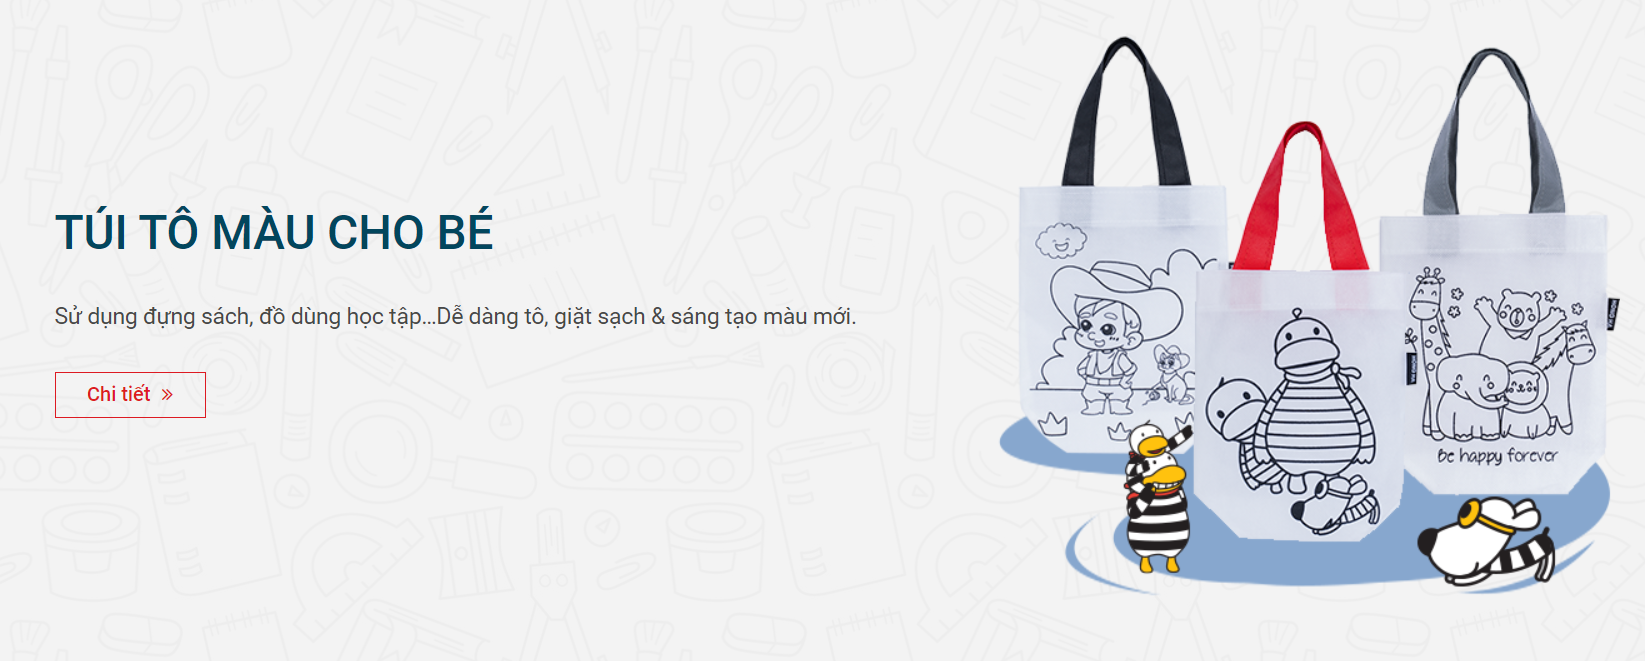 TÚI TÔ MÀU CHO BÉ
Sử dụng đựng sách, đồ dùng học tập...Dễ dàng tô, giặt sạch & sáng tạo màu mới.
Chi tiết »
Be happy forever